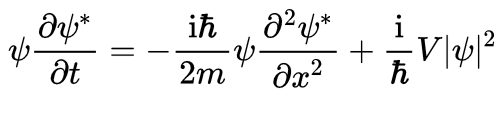 ψ ∂ψ*/∂t = − iħ/2m ψ ∂²ψ*/∂x² + i/ħ V|ψ|²